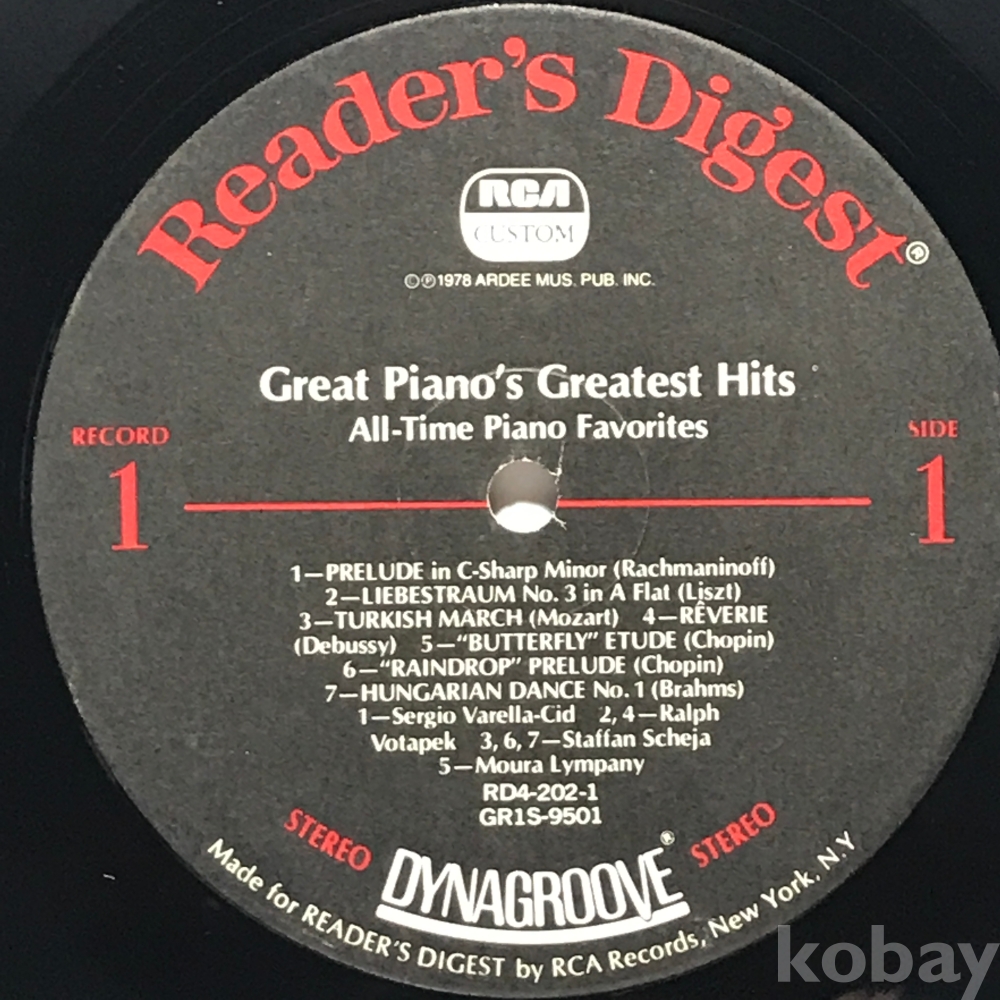 Reader's Digest®
RCA
CUSTOM
©℗1978 ARDEE MUS. PUB. INC.
Great Piano's Greatest Hits
All-Time Piano Favorites
RECORD
1
SIDE
1
1—PRELUDE in C-Sharp Minor (Rachmaninoff)
2—LIEBESTRAUM No. 3 in A Flat (Liszt)
3—TURKISH MARCH (Mozart) 4—RÊVERIE
(Debussy) 5—“BUTTERFLY” ETUDE (Chopin)
6—“RAINDROP” PRELUDE (Chopin)
7—HUNGARIAN DANCE No. 1 (Brahms)
1—Sergio Varella-Cid 2, 4—Ralph
Votapek 3, 6, 7—Staffan Scheja
5—Moura Lympany
RD4-202-1
GR1S-9501
STEREO
DYNAGROOVE®
STEREO
Made for READER'S DIGEST by RCA Records, New York, N.Y
kobay